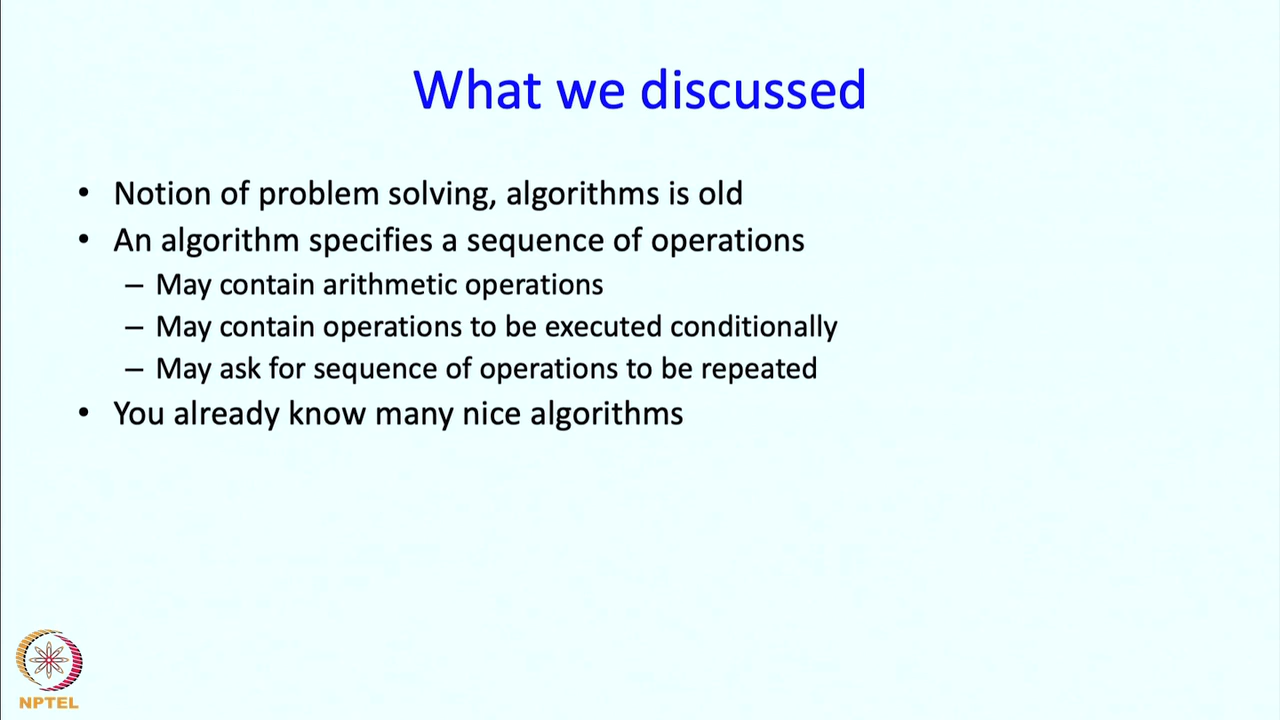 What we discussed
• Notion of problem solving, algorithms is old
• An algorithm specifies a sequence of operations
– May contain arithmetic operations
– May contain operations to be executed conditionally
– May ask for sequence of operations to be repeated
• You already know many nice algorithms
NPTEL